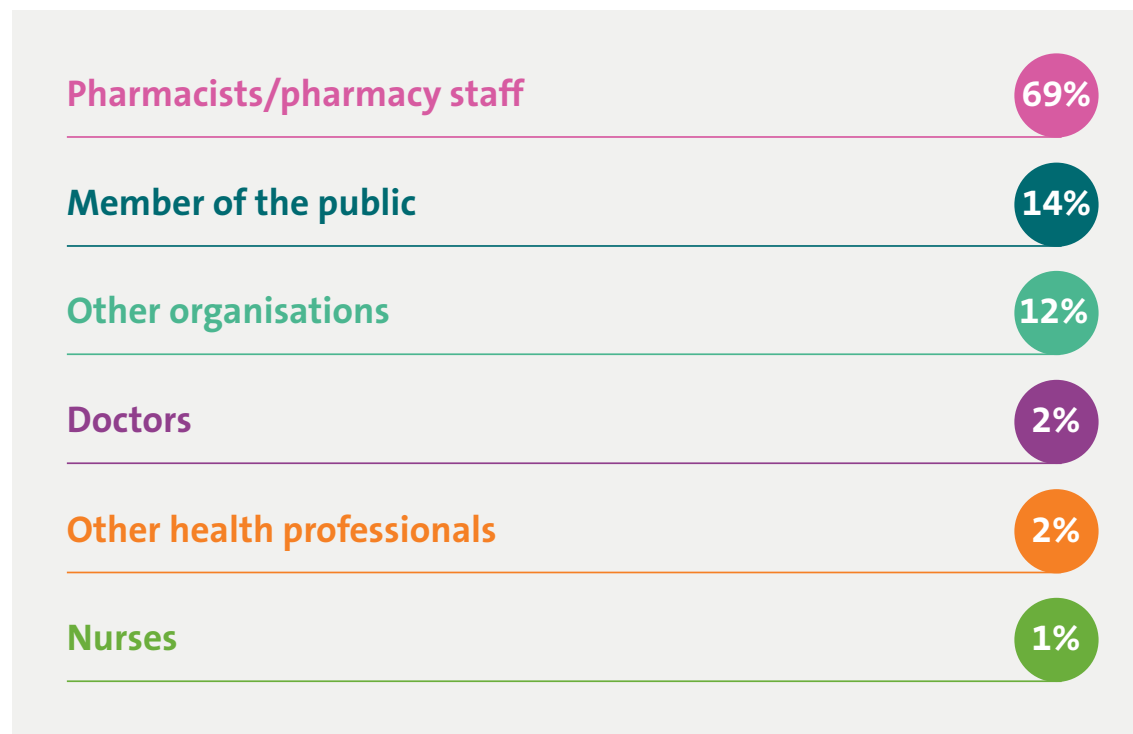 Pharmacists/pharmacy staff 69%
Member of the public 14%
Other organisations 12%
Doctors 2%
Other health professionals 2%
Nurses 1%